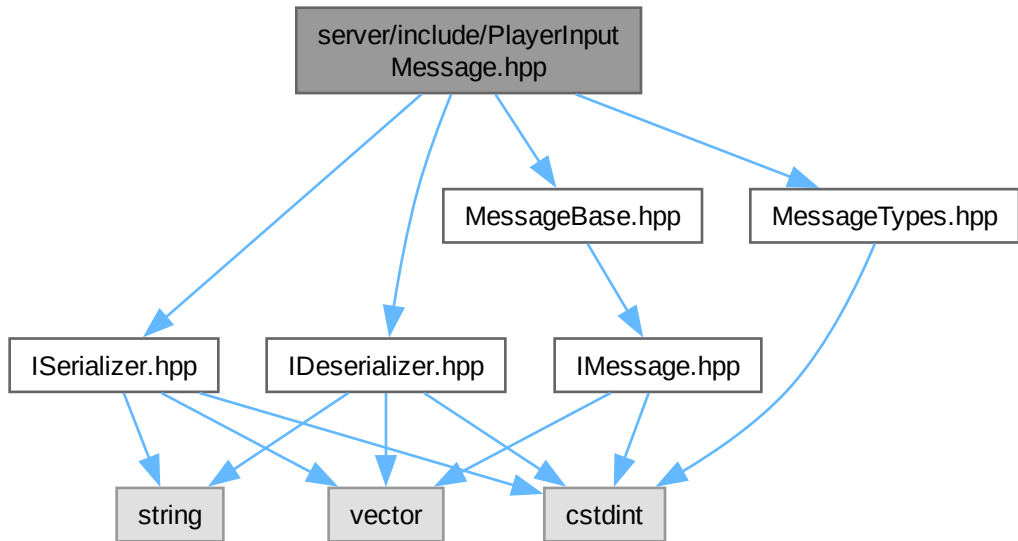 server/include/PlayerInput
Message.hpp
MessageBase.hpp
MessageTypes.hpp
ISerializer.hpp
IDeserializer.hpp
IMessage.hpp
string
vector
cstdint